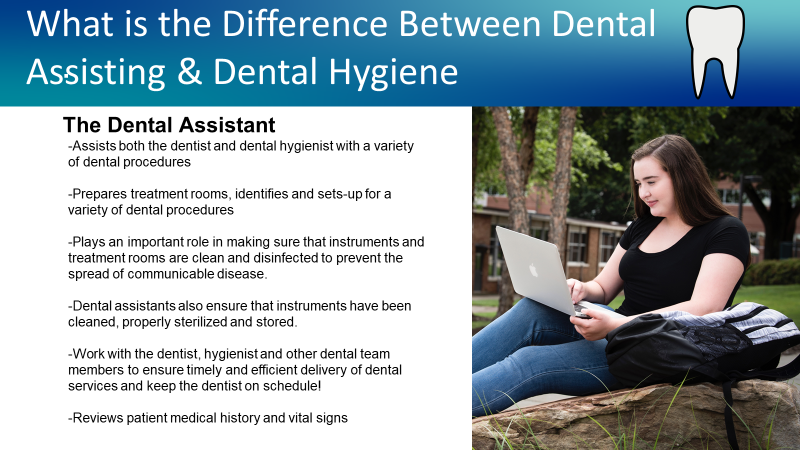 What is the Difference Between Dental
Assisting & Dental Hygiene
The Dental Assistant
-Assists both the dentist and dental hygienist with a variety
of dental procedures
-Prepares treatment rooms, identifies and sets-up for a
variety of dental procedures
-Plays an important role in making sure that instruments and
treatment rooms are clean and disinfected to prevent the
spread of communicable disease.
-Dental assistants also ensure that instruments have been
cleaned, properly sterilized and stored.
-Work with the dentist, hygienist and other dental team
members to ensure timely and efficient delivery of dental
services and keep the dentist on schedule!
-Reviews patient medical history and vital signs